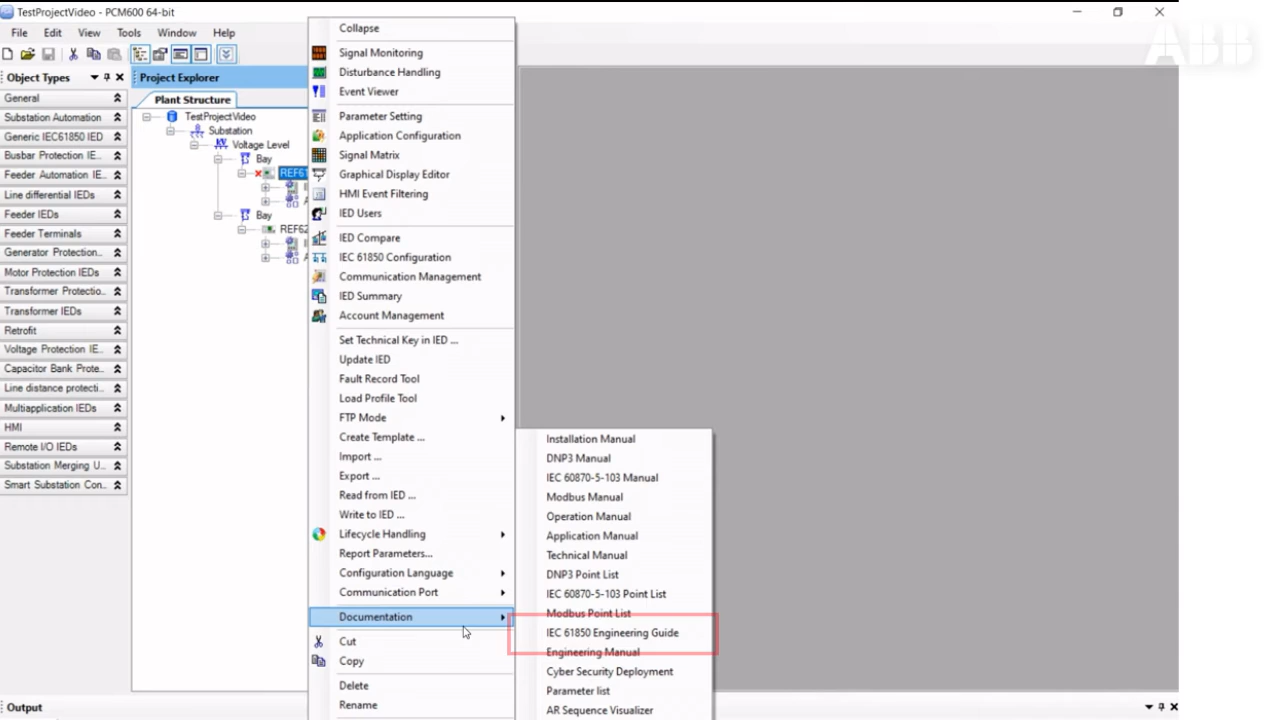 TestProjectVideo - PCM600 64-bit
File Edit View Tools Window Help
ABB
Object Types
General
Substation Automation
Generic IEC61850 IED
Busbar Protection IE...
Feeder Automation IE...
Line differential IEDs
Feeder IEDs
Feeder Terminals
Generator Protection...
Motor Protection IEDs
Transformer Protectio...
Transformer IEDs
Retrofit
Voltage Protection IE...
Capacitor Bank Prote...
Line distance protecti...
Multiapplication IEDs
HMI
Remote I/O IEDs
Substation Merging U...
Smart Substation Con...
Project Explorer
Plant Structure
TestProjectVideo
Substation
Voltage Level
Bay
REF61
Bay
REF62
Collapse
Signal Monitoring
Disturbance Handling
Event Viewer
Parameter Setting
Application Configuration
Signal Matrix
Graphical Display Editor
HMI Event Filtering
IED Users
IED Compare
IEC 61850 Configuration
Communication Management
IED Summary
Account Management
Set Technical Key in IED ...
Update IED
Fault Record Tool
Load Profile Tool
FTP Mode
Create Template ...
Import ...
Export ...
Read from IED ...
Write to IED ...
Lifecycle Handling
Report Parameters...
Configuration Language
Communication Port
Documentation
Cut
Copy
Delete
Rename
Installation Manual
DNP3 Manual
IEC 60870-5-103 Manual
Modbus Manual
Operation Manual
Application Manual
Technical Manual
DNP3 Point List
IEC 60870-5-103 Point List
Modbus Point List
IEC 61850 Engineering Guide
Engineering Manual
Cyber Security Deployment
Parameter list
AR Sequence Visualizer
Output